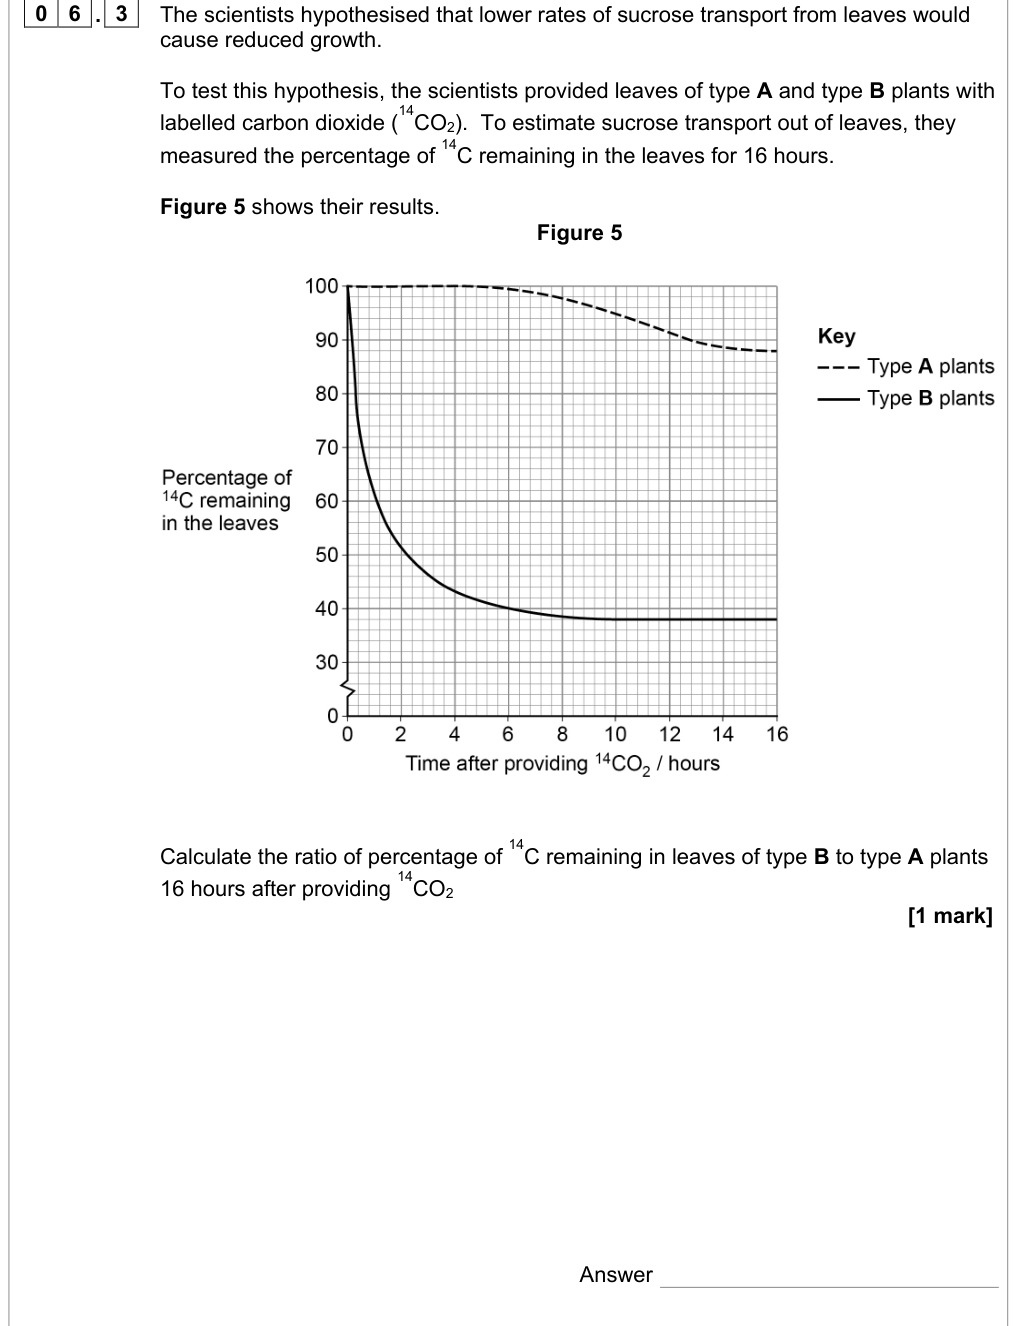 0 6 . 3 The scientists hypothesised that lower rates of sucrose transport from leaves would
cause reduced growth.
To test this hypothesis, the scientists provided leaves of type A and type B plants with
labelled carbon dioxide (¹⁴CO₂). To estimate sucrose transport out of leaves, they
measured the percentage of ¹⁴C remaining in the leaves for 16 hours.
Figure 5 shows their results.
Figure 5
100
90
80
70
60
50
40
30
0
Percentage of
¹⁴C remaining
in the leaves
0 2 4 6 8 10 12 14 16
Time after providing ¹⁴CO₂ / hours
Key
Type A plants
Type B plants
Calculate the ratio of percentage of ¹⁴C remaining in leaves of type B to type A plants
16 hours after providing ¹⁴CO₂
[1 mark]
Answer